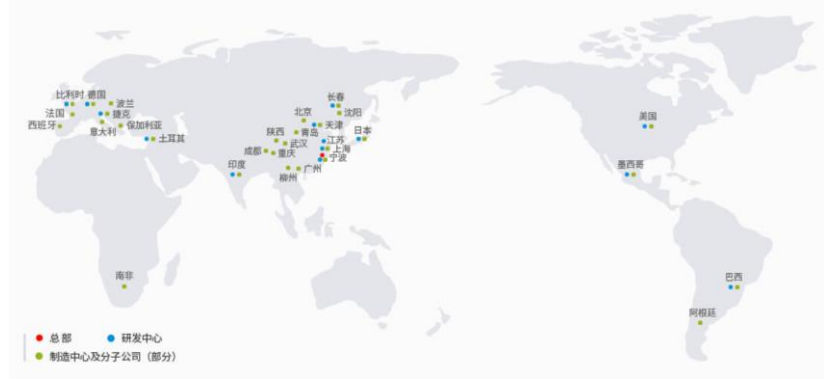 比利时 德国
波兰
法国
捷克
西班牙
意大利
保加利亚
土耳其
长春
沈阳
北京
天津
青岛
陕西
武汉
江苏
日本
成都
重庆
上海
宁波
印度
柳州
广州
美国
墨西哥
南非
巴西
阿根廷
总部
研发中心
制造中心及分子公司（部分）